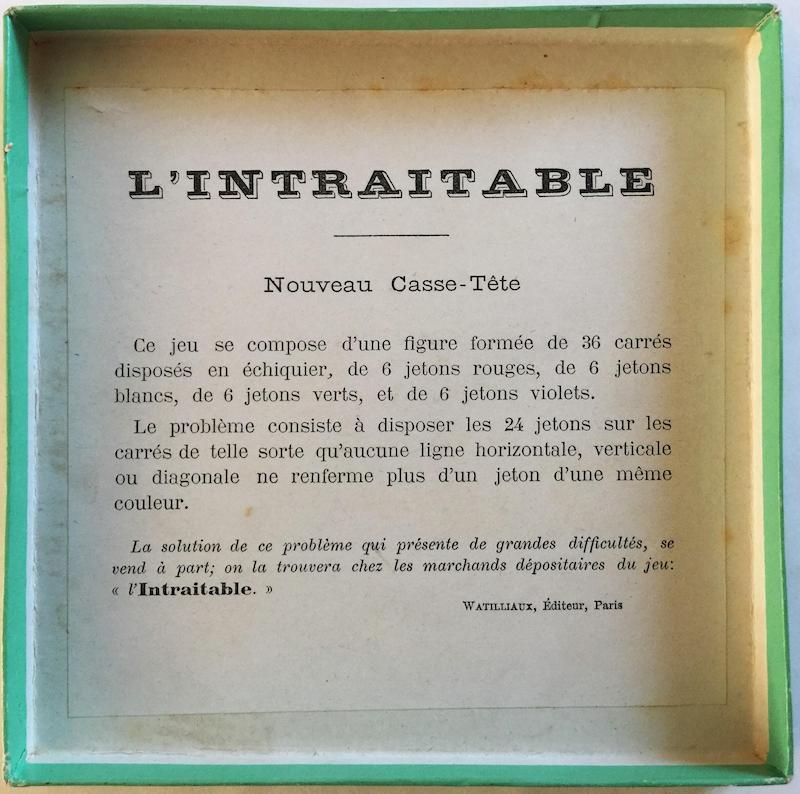 L'INTRAITABLE
Nouveau Casse-Tête
Ce jeu se compose d'une figure formée de 36 carrés
disposés en échiquier, de 6 jetons rouges, de 6 jetons
blancs, de 6 jetons verts, et de 6 jetons violets.
Le problème consiste à disposer les 24 jetons sur les
carrés de telle sorte qu'aucune ligne horizontale, verticale
ou diagonale ne renferme plus d'un jeton d'une même
couleur.
La solution de ce problème qui présente de grandes difficultés, se
vend à part; on la trouvera chez les marchands dépositaires du jeu:
« l'Intraitable. »
WATILLIAUX, Éditeur, Paris